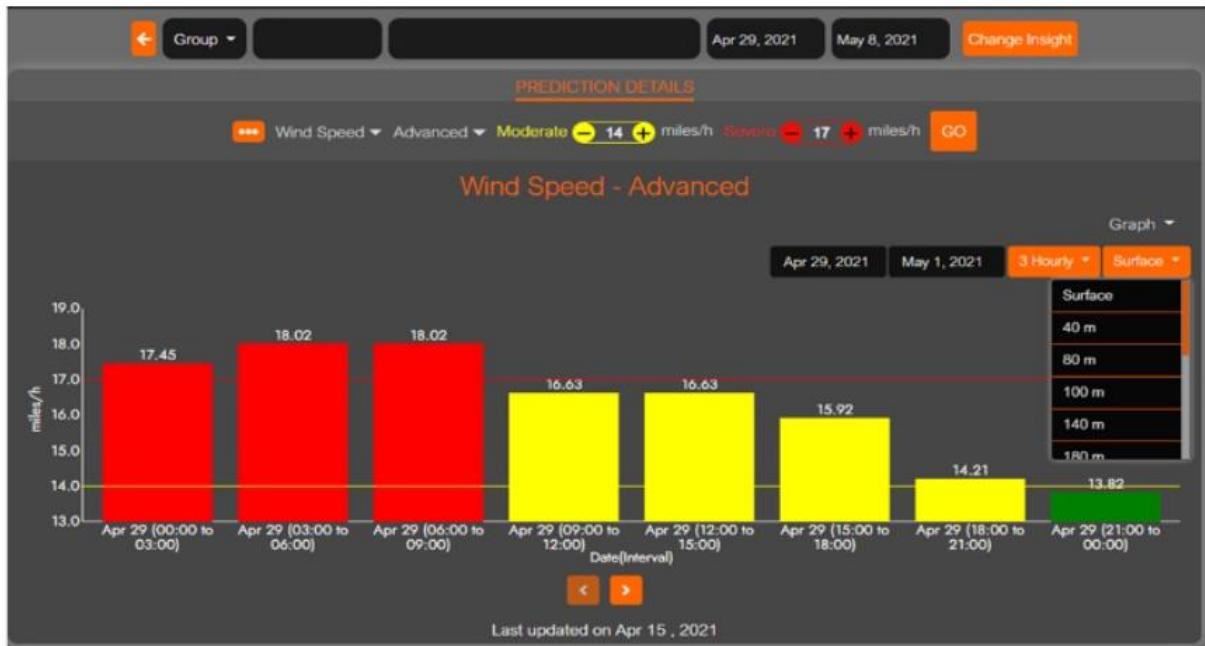 Group Apr 29, 2021 May 8, 2021 Change Insight
PREDICTION DETAILS
Wind Speed Advanced Moderate 14 miles/h Severe 17 miles/h GO
Wind Speed - Advanced
Graph
Apr 29, 2021 May 1, 2021 3 Hourly Surface
Surface
40 m
80 m
100 m
140 m
180 m
miles/h
19.0
18.0
17.0
16.0
15.0
14.0
13.0
17.45
18.02
18.02
16.63
16.63
15.92
14.21
13.82
Apr 29 (00:00 to
03:00)
Apr 29 (03:00 to
06:00)
Apr 29 (06:00 to
09:00)
Apr 29 (09:00 to
12:00)
Apr 29 (12:00 to
15:00)
Apr 29 (15:00 to
18:00)
Apr 29 (18:00 to
21:00)
Apr 29 (21:00 to
00:00)
Date(Interval)
Last updated on Apr 15 , 2021